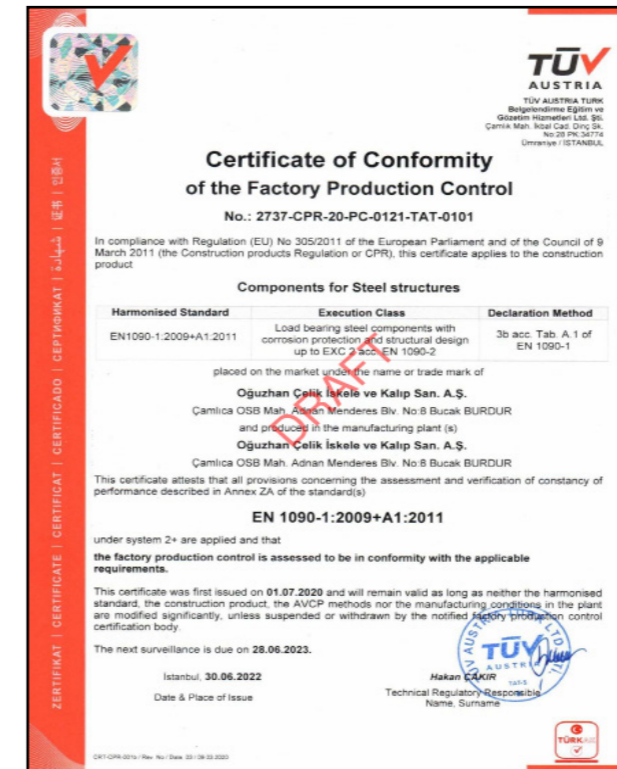 TÜV
AUSTRIA
TÜV AUSTRIA TURK
Belgelendirme Eğitim ve
Gözetim Hizmetleri Ltd. Şti.
Çamlık Mah. İkbal Cad. Dinç Sk.
No:28 PK:34774
Ümraniye / İSTANBUL
Certificate of Conformity
of the Factory Production Control
No.: 2737-CPR-20-PC-0121-TAT-0101
In compliance with Regulation (EU) No 305/2011 of the European Parliament and of the Council of 9
March 2011 (the Construction products Regulation or CPR), this certificate applies to the construction
product
Components for Steel structures
Harmonised Standard Execution Class Declaration Method
EN1090-1:2009+A1:2011 Load bearing steel components with corrosion protection and structural design up to EXC 2 acc. EN 1090-2 3b acc. Tab. A.1 of EN 1090-1
placed on the market under the name or trade mark of
Oğuzhan Çelik İskele ve Kalıp San. A.Ş.
Çamlıca OSB Mah. Adnan Menderes Blv. No:8 Bucak BURDUR
and produced in the manufacturing plant (s)
Oğuzhan Çelik İskele ve Kalıp San. A.Ş.
Çamlıca OSB Mah. Adnan Menderes Blv. No:8 Bucak BURDUR
DRAFT
This certificate attests that all provisions concerning the assessment and verification of constancy of
performance described in Annex ZA of the standard(s)
EN 1090-1:2009+A1:2011
under system 2+ are applied and that
the factory production control is assessed to be in conformity with the applicable
requirements.
This certificate was first issued on 01.07.2020 and will remain valid as long as neither the harmonised
standard, the construction product, the AVCP methods nor the manufacturing conditions in the plant
are modified significantly, unless suspended or withdrawn by the notified factory production control
certification body.
The next surveillance is due on 28.06.2023.
Istanbul, 30.06.2022
Date & Place of Issue
Hakan ÇAKIR
Technical Regulatory Responsible
Name, Surname
TÜV
AUSTRIA
TÜRKAK
ZERTIFIKAT | CERTIFICATE | CERTIFICAT | CERTIFICADO | СЕРТИФИКАТ | شهادة | 证书 | 인증서